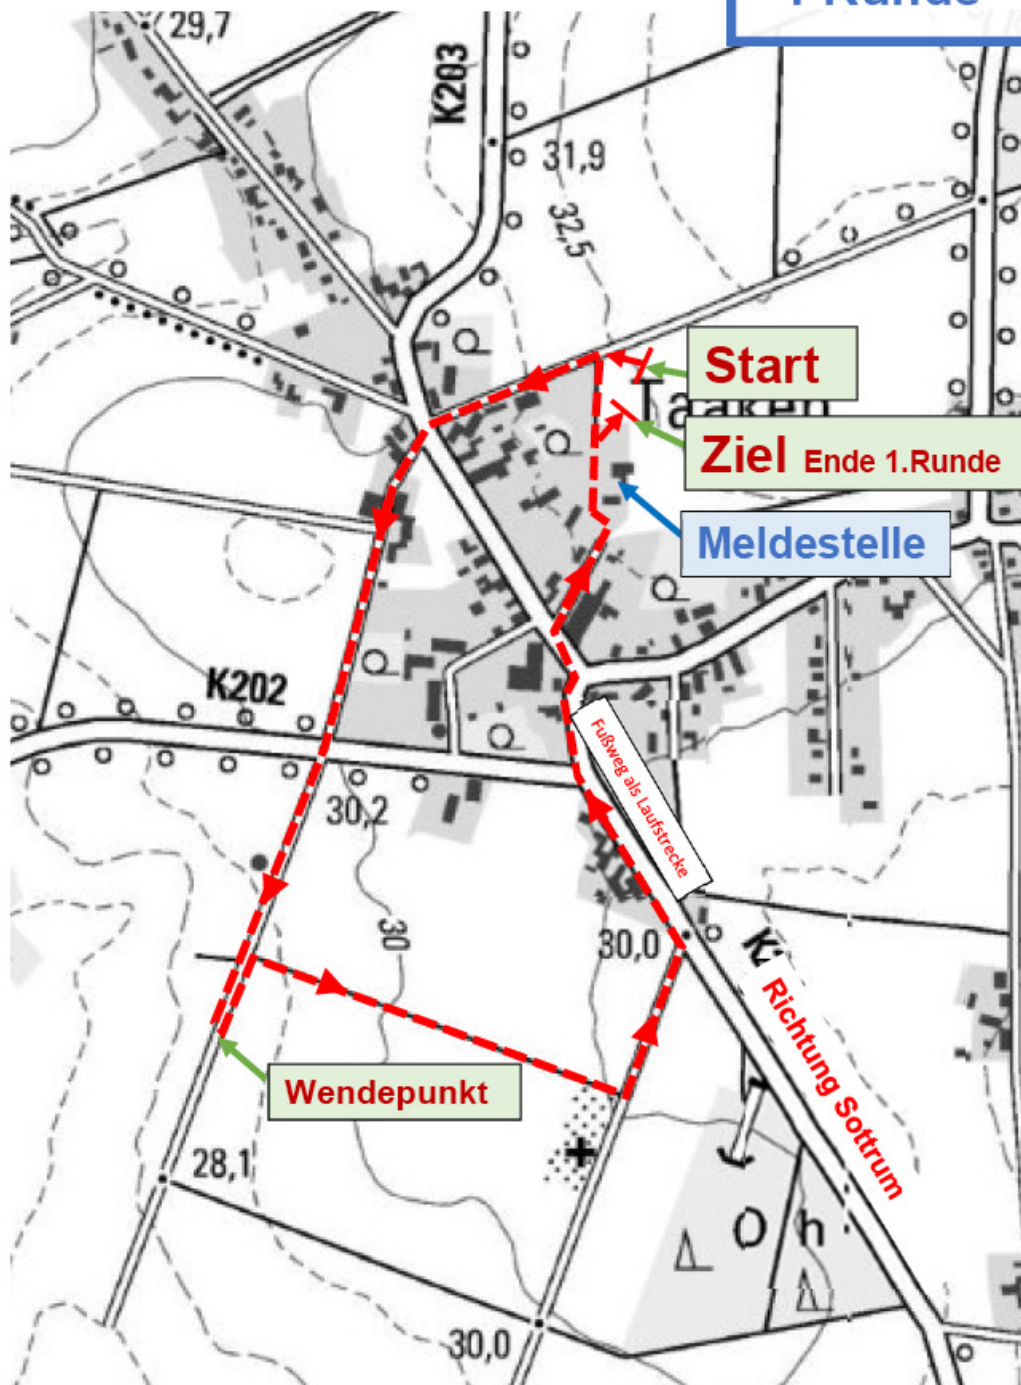 Runde
29,7
K203
31,9
32,5
Start
Taaken
Ziel Ende 1.Runde
Meldestelle
K202
Fußweg als Laufstrecke
30,2
30
30,0
Richtung Sottrum
Wendepunkt
28,1
O h
30,0